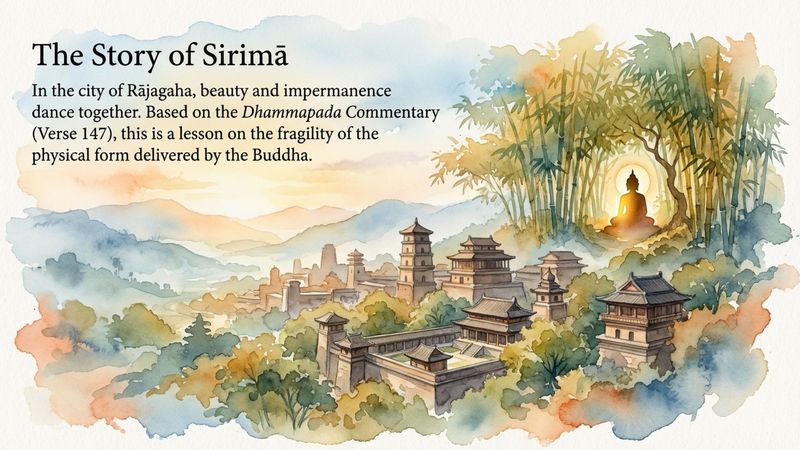 The Story of Sirimā
In the city of Rājagaha, beauty and impermanence
dance together. Based on the Dhammapada Commentary
(Verse 147), this is a lesson on the fragility of the
physical form delivered by the Buddha.